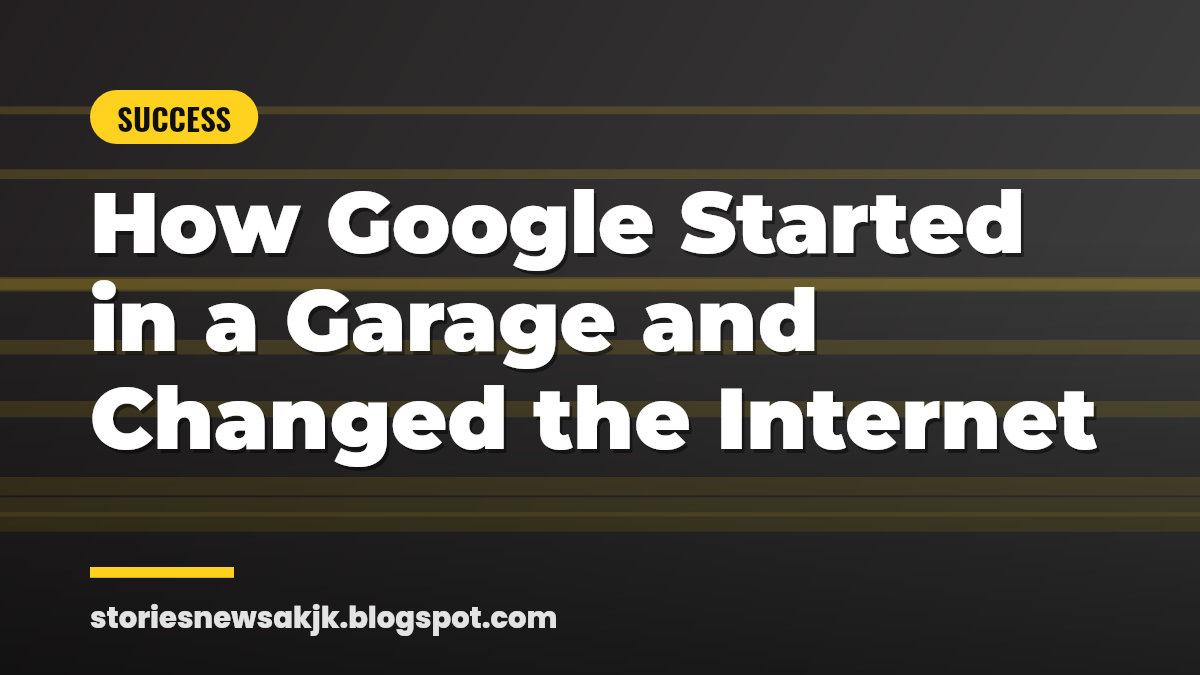 SUCCESS
How Google Started
in a Garage and
Changed the Internet
storiesnewsakjk.blogspot.com